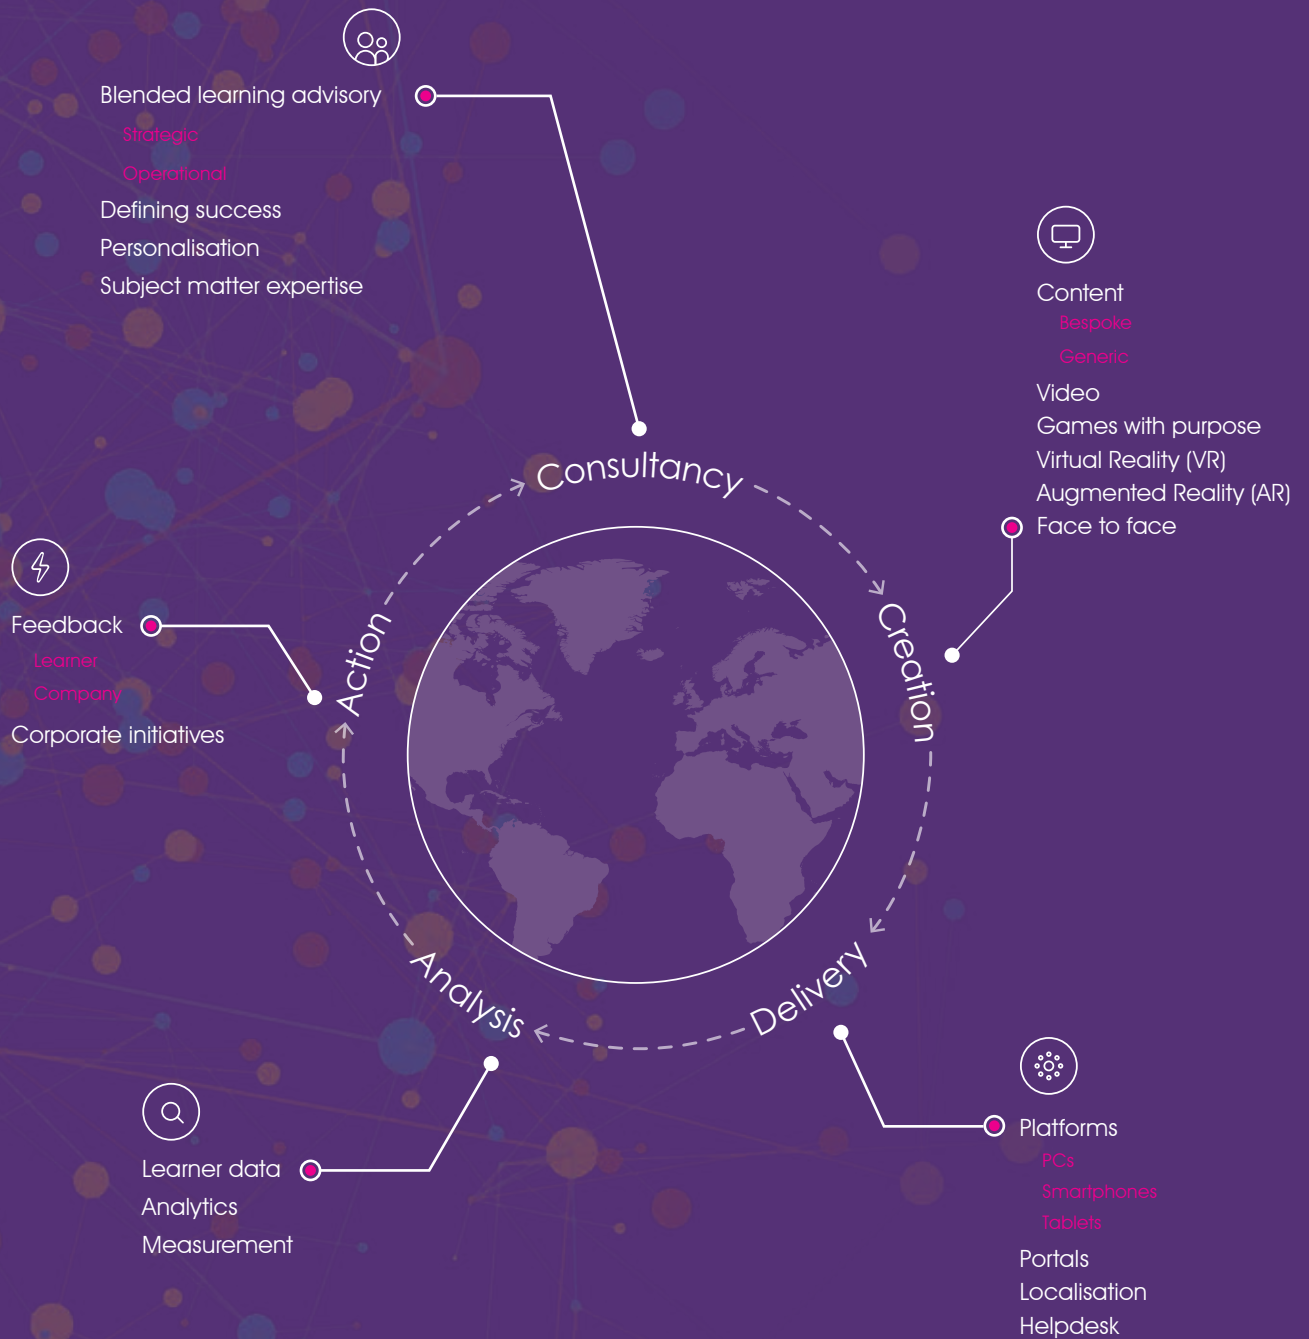 Blended learning advisory
Strategic
Operational
Defining success
Personalisation
Subject matter expertise
Content
Bespoke
Generic
Video
Games with purpose
Virtual Reality (VR)
Augmented Reality (AR)
Face to face
Consultancy
Creation
Delivery
Analysis
Action
Feedback
Learner
Company
Corporate initiatives
Learner data
Analytics
Measurement
Platforms
PCs
Smartphones
Tablets
Portals
Localisation
Helpdesk